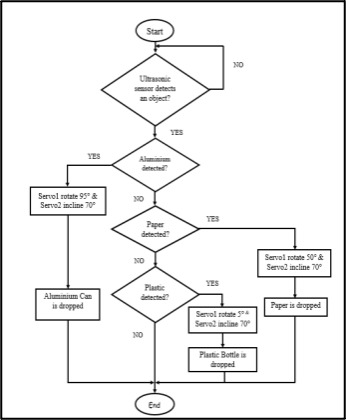 Start
Ultrasonic
sensor detects
an object?
NO
YES
Aluminium
detected?
YES
NO
Servo1 rotate 95° &
Servo2 incline 70°
Paper
detected?
YES
NO
Servo1 rotate 50° &
Servo2 incline 70°
Plastic
detected?
YES
NO
Aluminium Can
is dropped
Servo1 rotate 5° &
Servo2 incline 70°
Paper is dropped
Plastic Bottle is
dropped
End